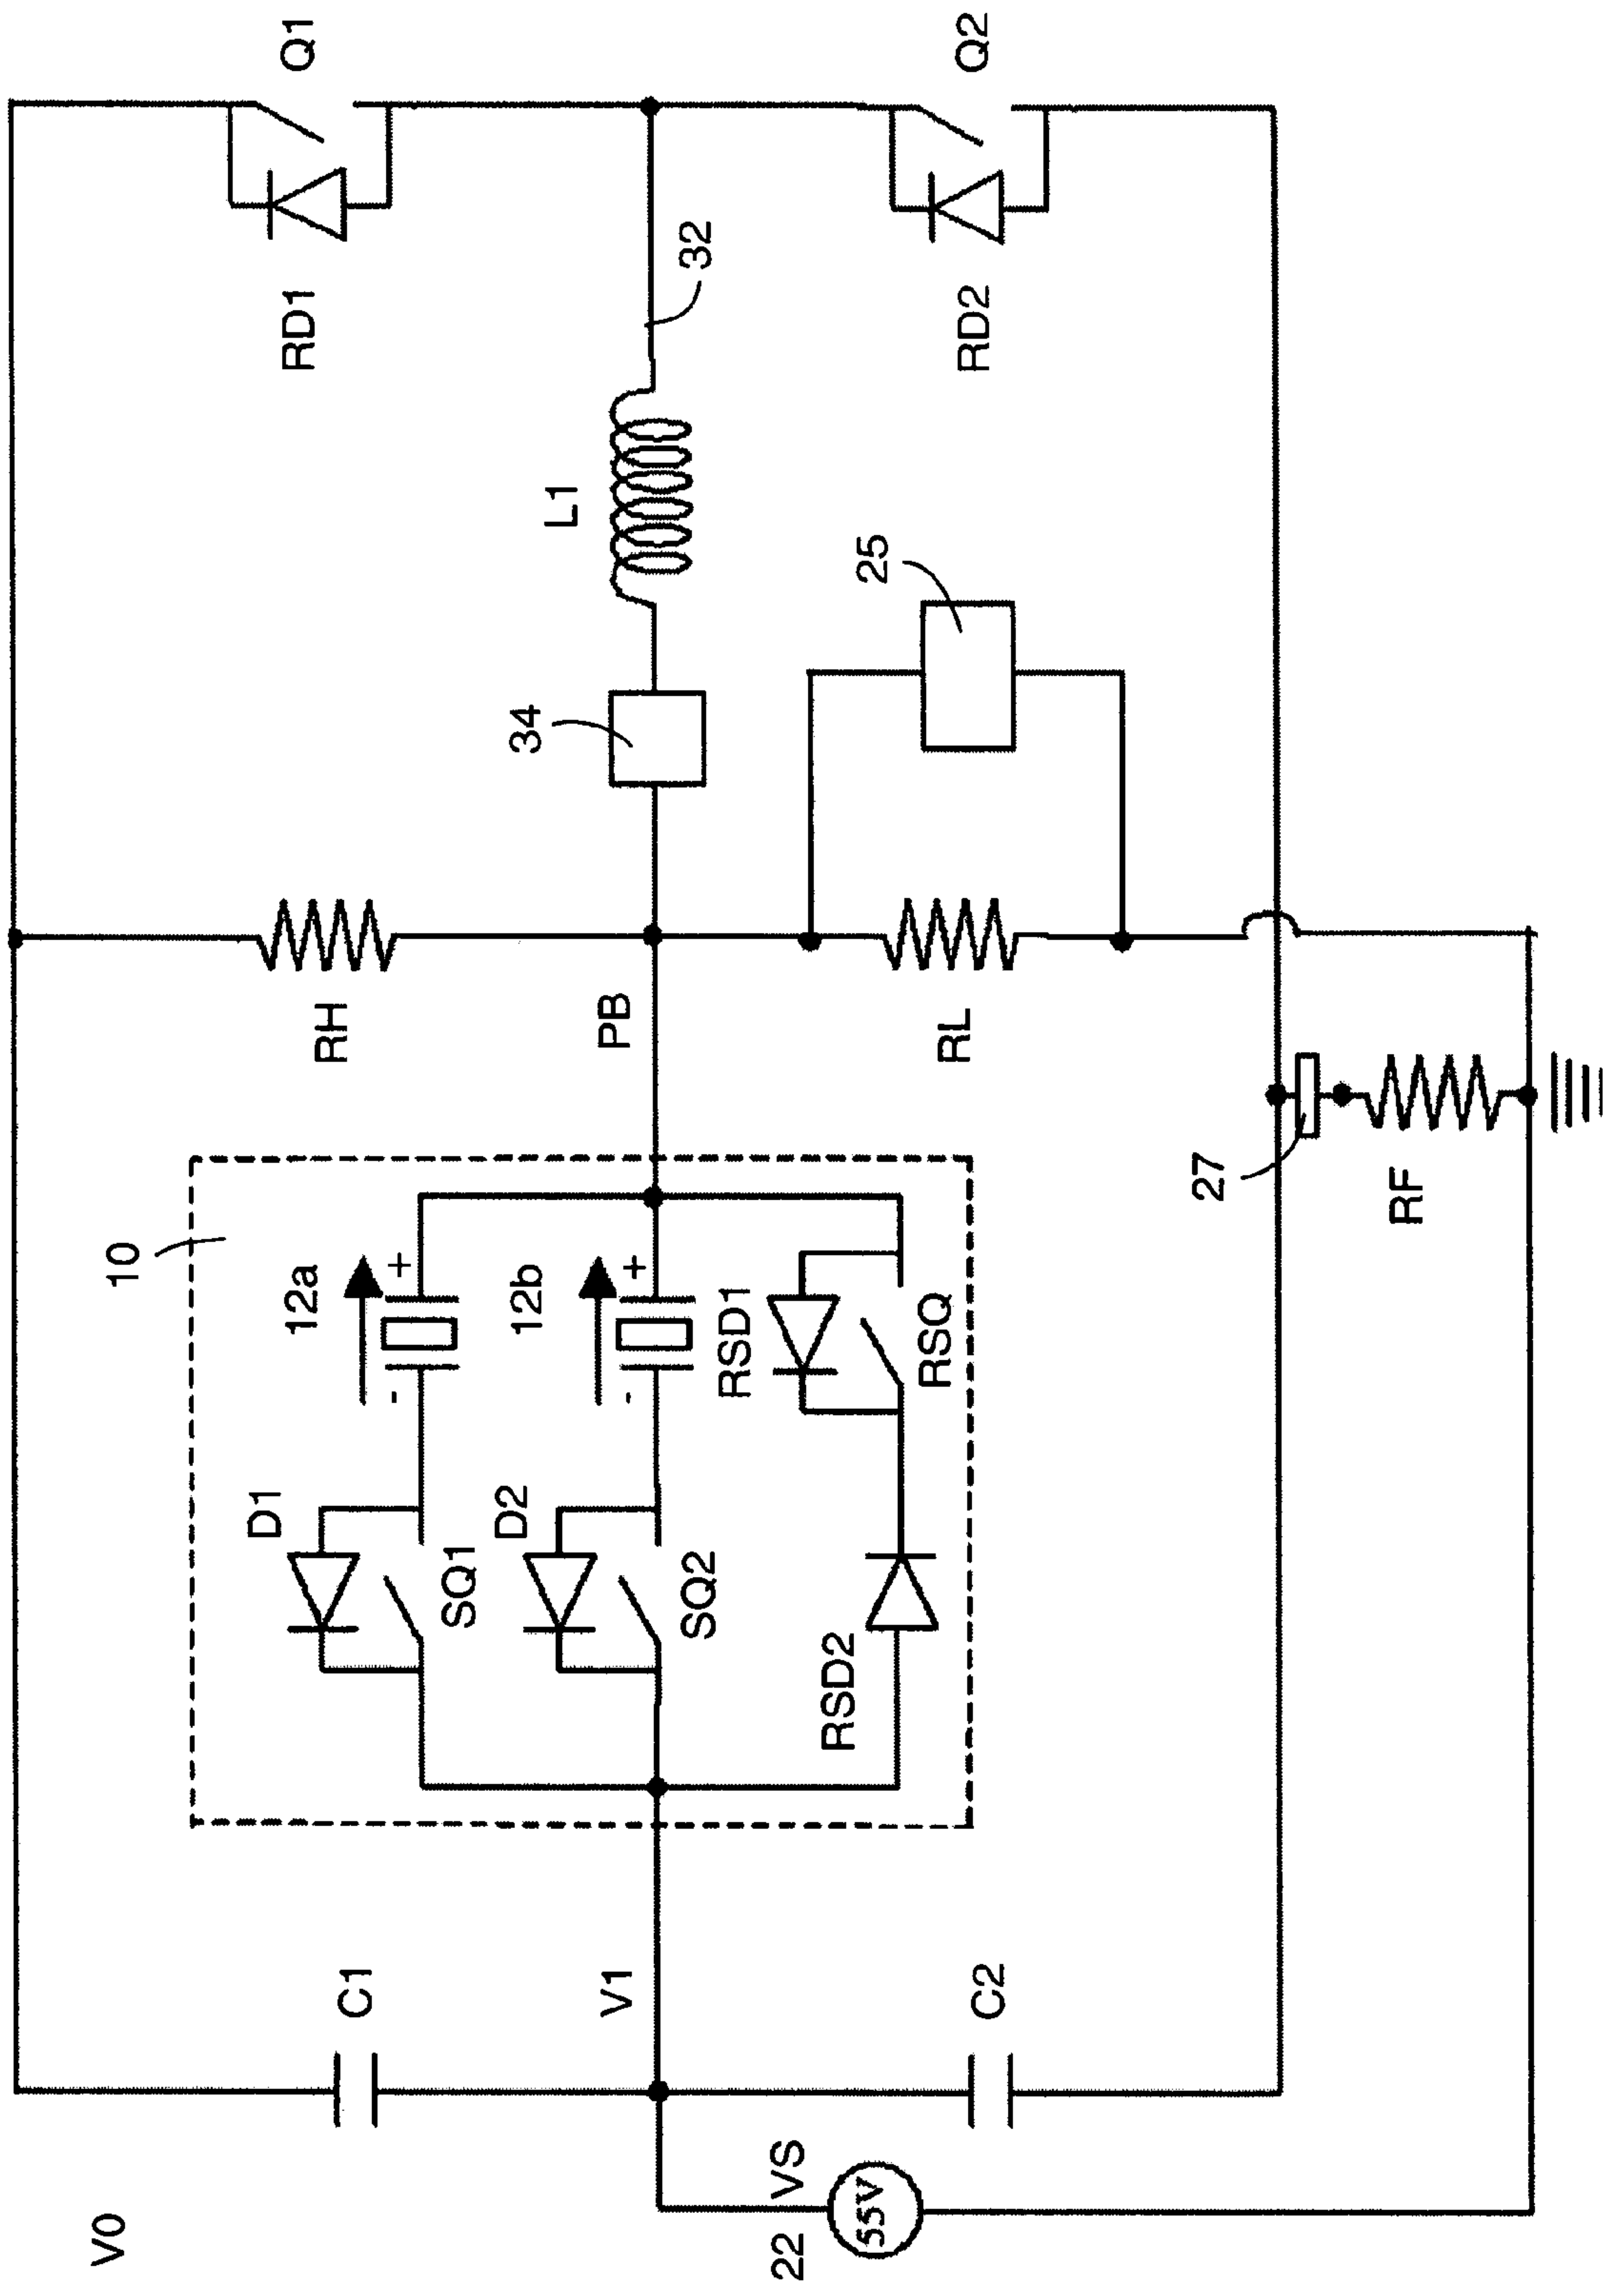 V0
C1
V1
C2
22
VS
55V
10
D1
SQ1
12a
+
-
D2
SQ2
12b
+
-
RSD2
RSD1
RSQ
RH
PB
RL
27
RF
34
L1
32
25
RD1
Q1
RD2
Q2